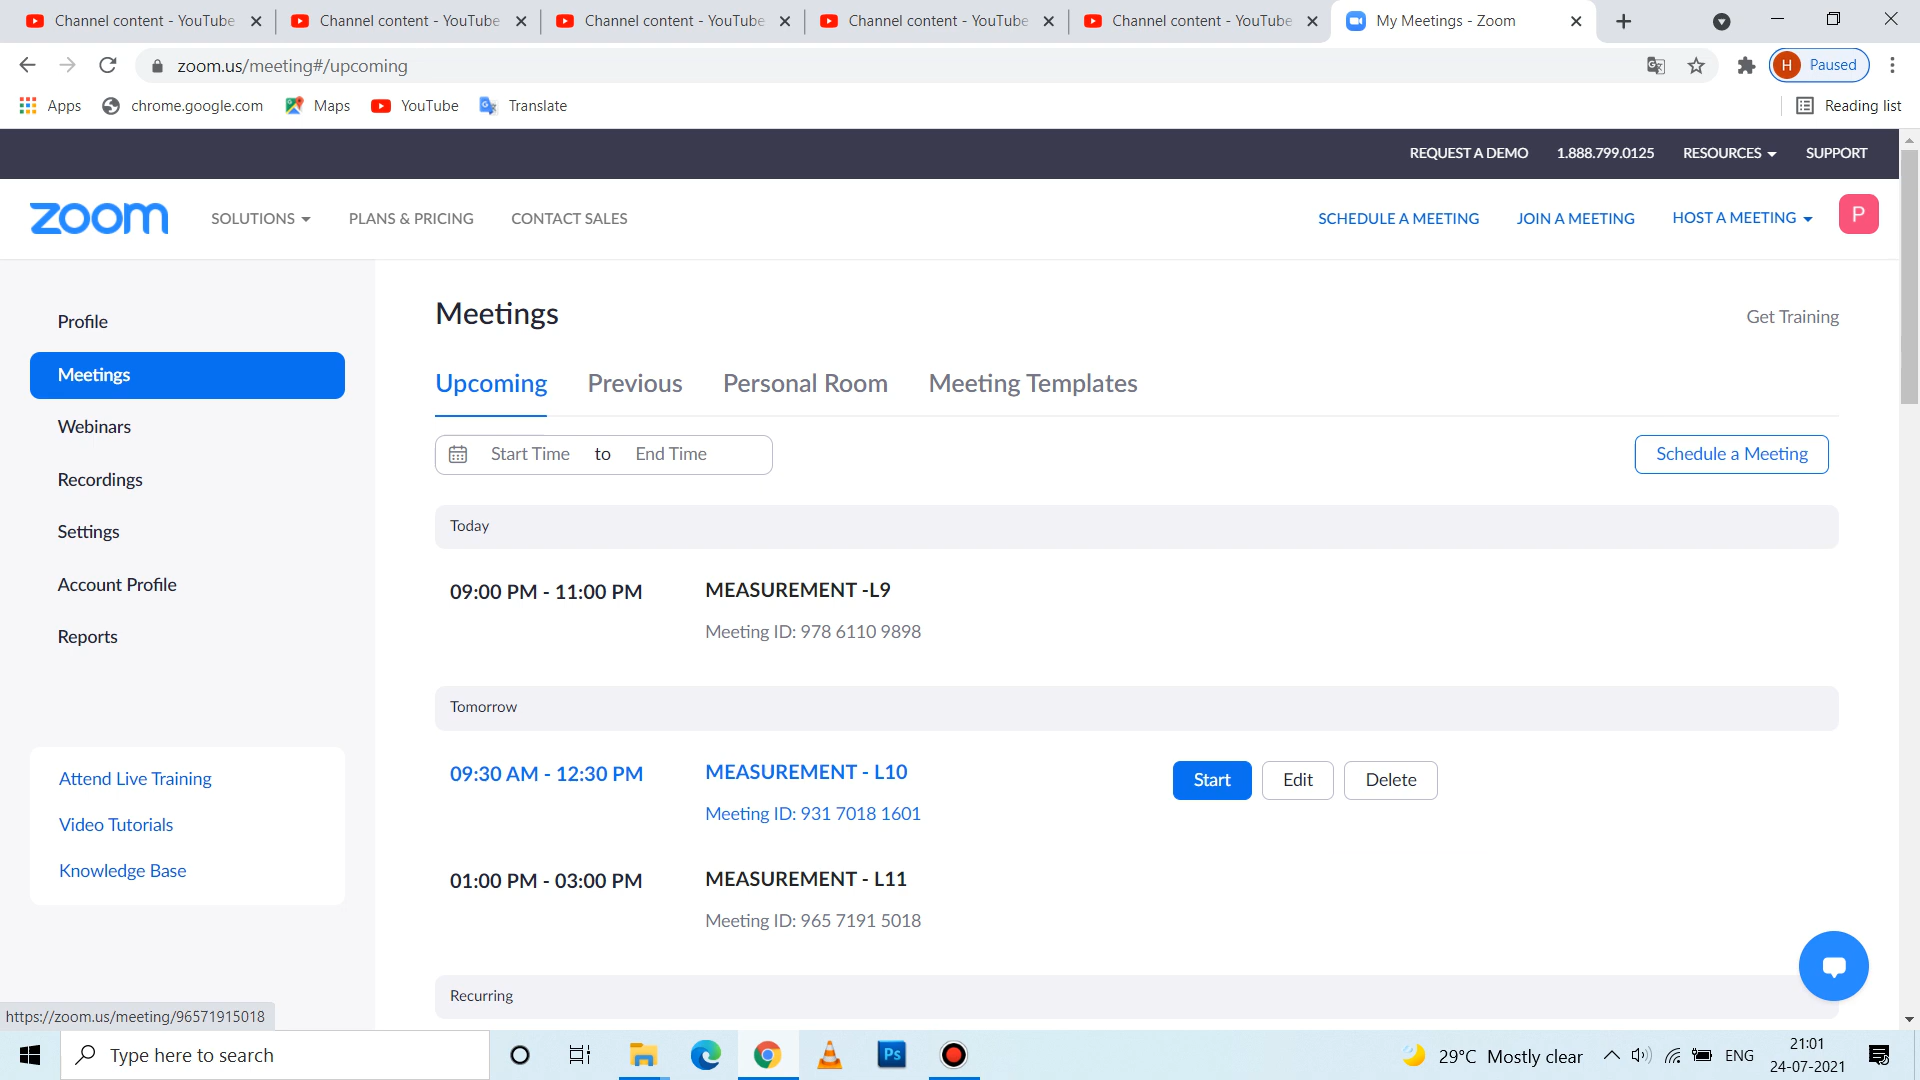 Channel content - YouTube
Channel content - YouTube
Channel content - YouTube
Channel content - YouTube
Channel content - YouTube
My Meetings - Zoom
zoom.us/meeting#/upcoming
H Paused
Apps
chrome.google.com
Maps
YouTube
Translate
Reading list
REQUEST A DEMO
1.888.799.0125
RESOURCES
SUPPORT
zoom
SOLUTIONS
PLANS & PRICING
CONTACT SALES
SCHEDULE A MEETING
JOIN A MEETING
HOST A MEETING
P
Profile
Meetings
Webinars
Recordings
Settings
Account Profile
Reports
Attend Live Training
Video Tutorials
Knowledge Base
Meetings
Get Training
Upcoming
Previous
Personal Room
Meeting Templates
Start Time to End Time
Schedule a Meeting
Today
09:00 PM - 11:00 PM
MEASUREMENT -L9
Meeting ID: 978 6110 9898
Tomorrow
09:30 AM - 12:30 PM
MEASUREMENT - L10
Meeting ID: 931 7018 1601
Start
Edit
Delete
01:00 PM - 03:00 PM
MEASUREMENT - L11
Meeting ID: 965 7191 5018
Recurring
https://zoom.us/meeting/96571915018
Type here to search
Ps
29°C Mostly clear
ENG
21:01
24-07-2021